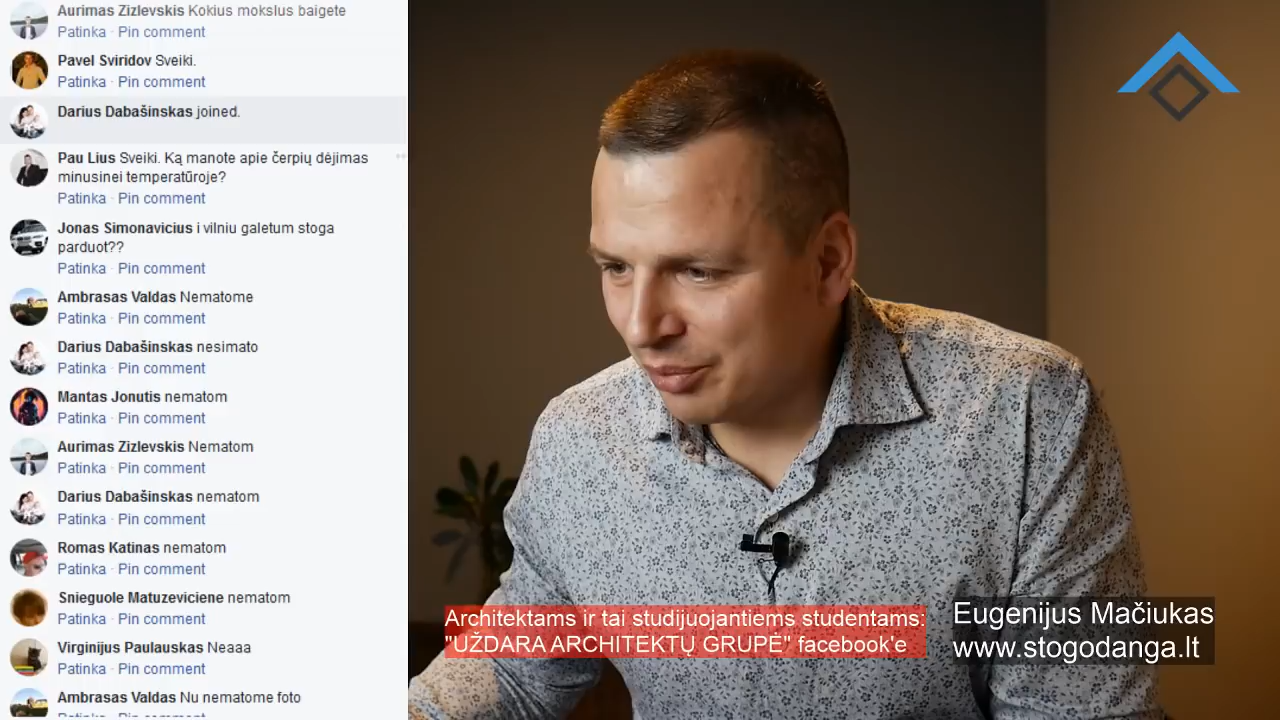 Aurimas Zizlevskis Kokius mokslus baigete
Patinka · Pin comment
Pavel Sviridov Sveiki.
Patinka · Pin comment
Darius Dabašinskas joined.
Pau Lius Sveiki. Ką manote apie čerpių dėjimas
minusinei temperatūroje?
Patinka · Pin comment
Jonas Simonavicius i vilniu galetum stoga
parduot??
Patinka · Pin comment
Ambrasas Valdas Nematome
Patinka · Pin comment
Darius Dabašinskas nesimato
Patinka · Pin comment
Mantas Jonutis nematom
Patinka · Pin comment
Aurimas Zizlevskis Nematom
Patinka · Pin comment
Darius Dabašinskas nematom
Patinka · Pin comment
Romas Katinas nematom
Patinka · Pin comment
Snieguole Matuzeviciene nematom
Patinka · Pin comment
Virginijus Paulauskas Neaaa
Patinka · Pin comment
Ambrasas Valdas Nu nematome foto
Patinka · Pin comment
Architektams ir tai studijuojantiems studentams:
"UŽDARA ARCHITEKTŲ GRUPĖ" facebook'e
Eugenijus Mačiukas
www.stogodanga.lt